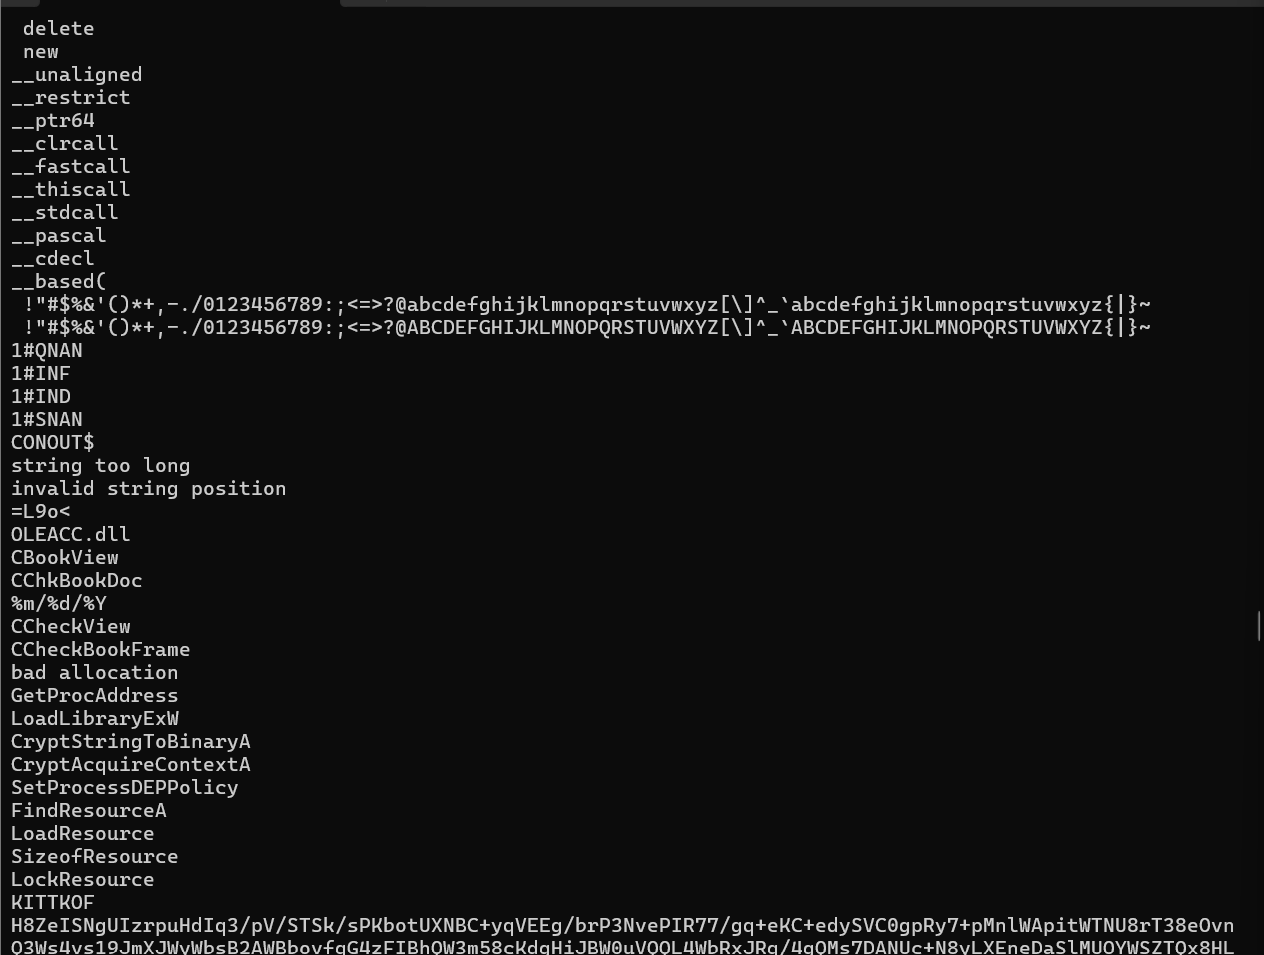 delete
new
__unaligned
__restrict
__ptr64
__clrcall
__fastcall
__thiscall
__stdcall
__pascal
__cdecl
__based(
!"#$%&'()*+,-./0123456789:;<=>?@abcdefghijklmnopqrstuvwxyz[\]^_`abcdefghijklmnopqrstuvwxyz{|}~
!"#$%&'()*+,-./0123456789:;<=>?@ABCDEFGHIJKLMNOPQRSTUVWXYZ[\]^_`ABCDEFGHIJKLMNOPQRSTUVWXYZ{|}~
1#QNAN
1#INF
1#IND
1#SNAN
CONOUT$
string too long
invalid string position
=L9o<
OLEACC.dll
CBookView
CChkBookDoc
%m/%d/%Y
CCheckView
CCheckBookFrame
bad allocation
GetProcAddress
LoadLibraryExW
CryptStringToBinaryA
CryptAcquireContextA
SetProcessDEPPolicy
FindResourceA
LoadResource
SizeofResource
LockResource
KITTKOF
H8ZeISNgUIzrpuHdIq3/pV/STSk/sPKbotUXNBC+yqVEEg/brP3NvePIR77/gq+eKC+edySVC0gpRy7+pMnlWApitWTNU8rT38eOvn